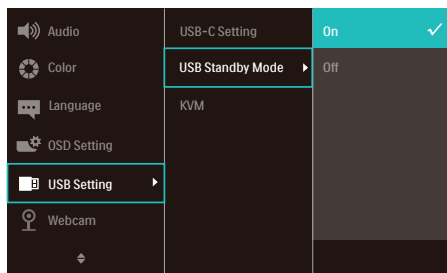 Audio
Color
Language
OSD Setting
USB Setting
Webcam
USB-C Setting
USB Standby Mode
KVM
On
Off